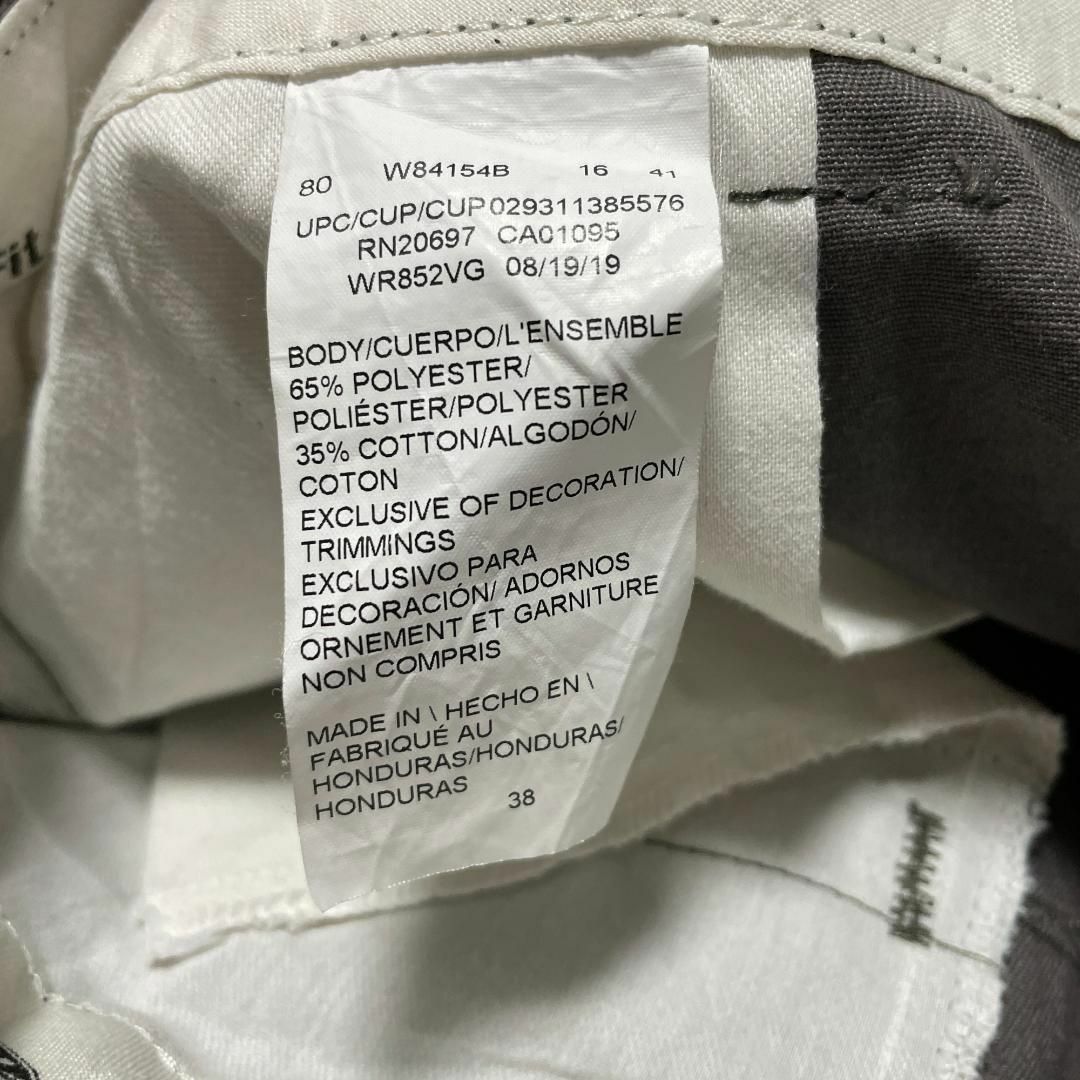 80 W84154B 16 41
UPC/CUP/CUP 029311385576
RN20697 CA01095
WR852VG 08/19/19
BODY/CUERPO/L'ENSEMBLE
65% POLYESTER/
POLIÉSTER/POLYESTER
35% COTTON/ALGODÓN/
COTON
EXCLUSIVE OF DECORATION/
TRIMMINGS
EXCLUSIVO PARA
DECORACIÓN/ ADORNOS
ORNEMENT ET GARNITURE
NON COMPRIS
MADE IN \ HECHO EN \
FABRIQUÉ AU
HONDURAS/HONDURAS/
HONDURAS 38
Fit